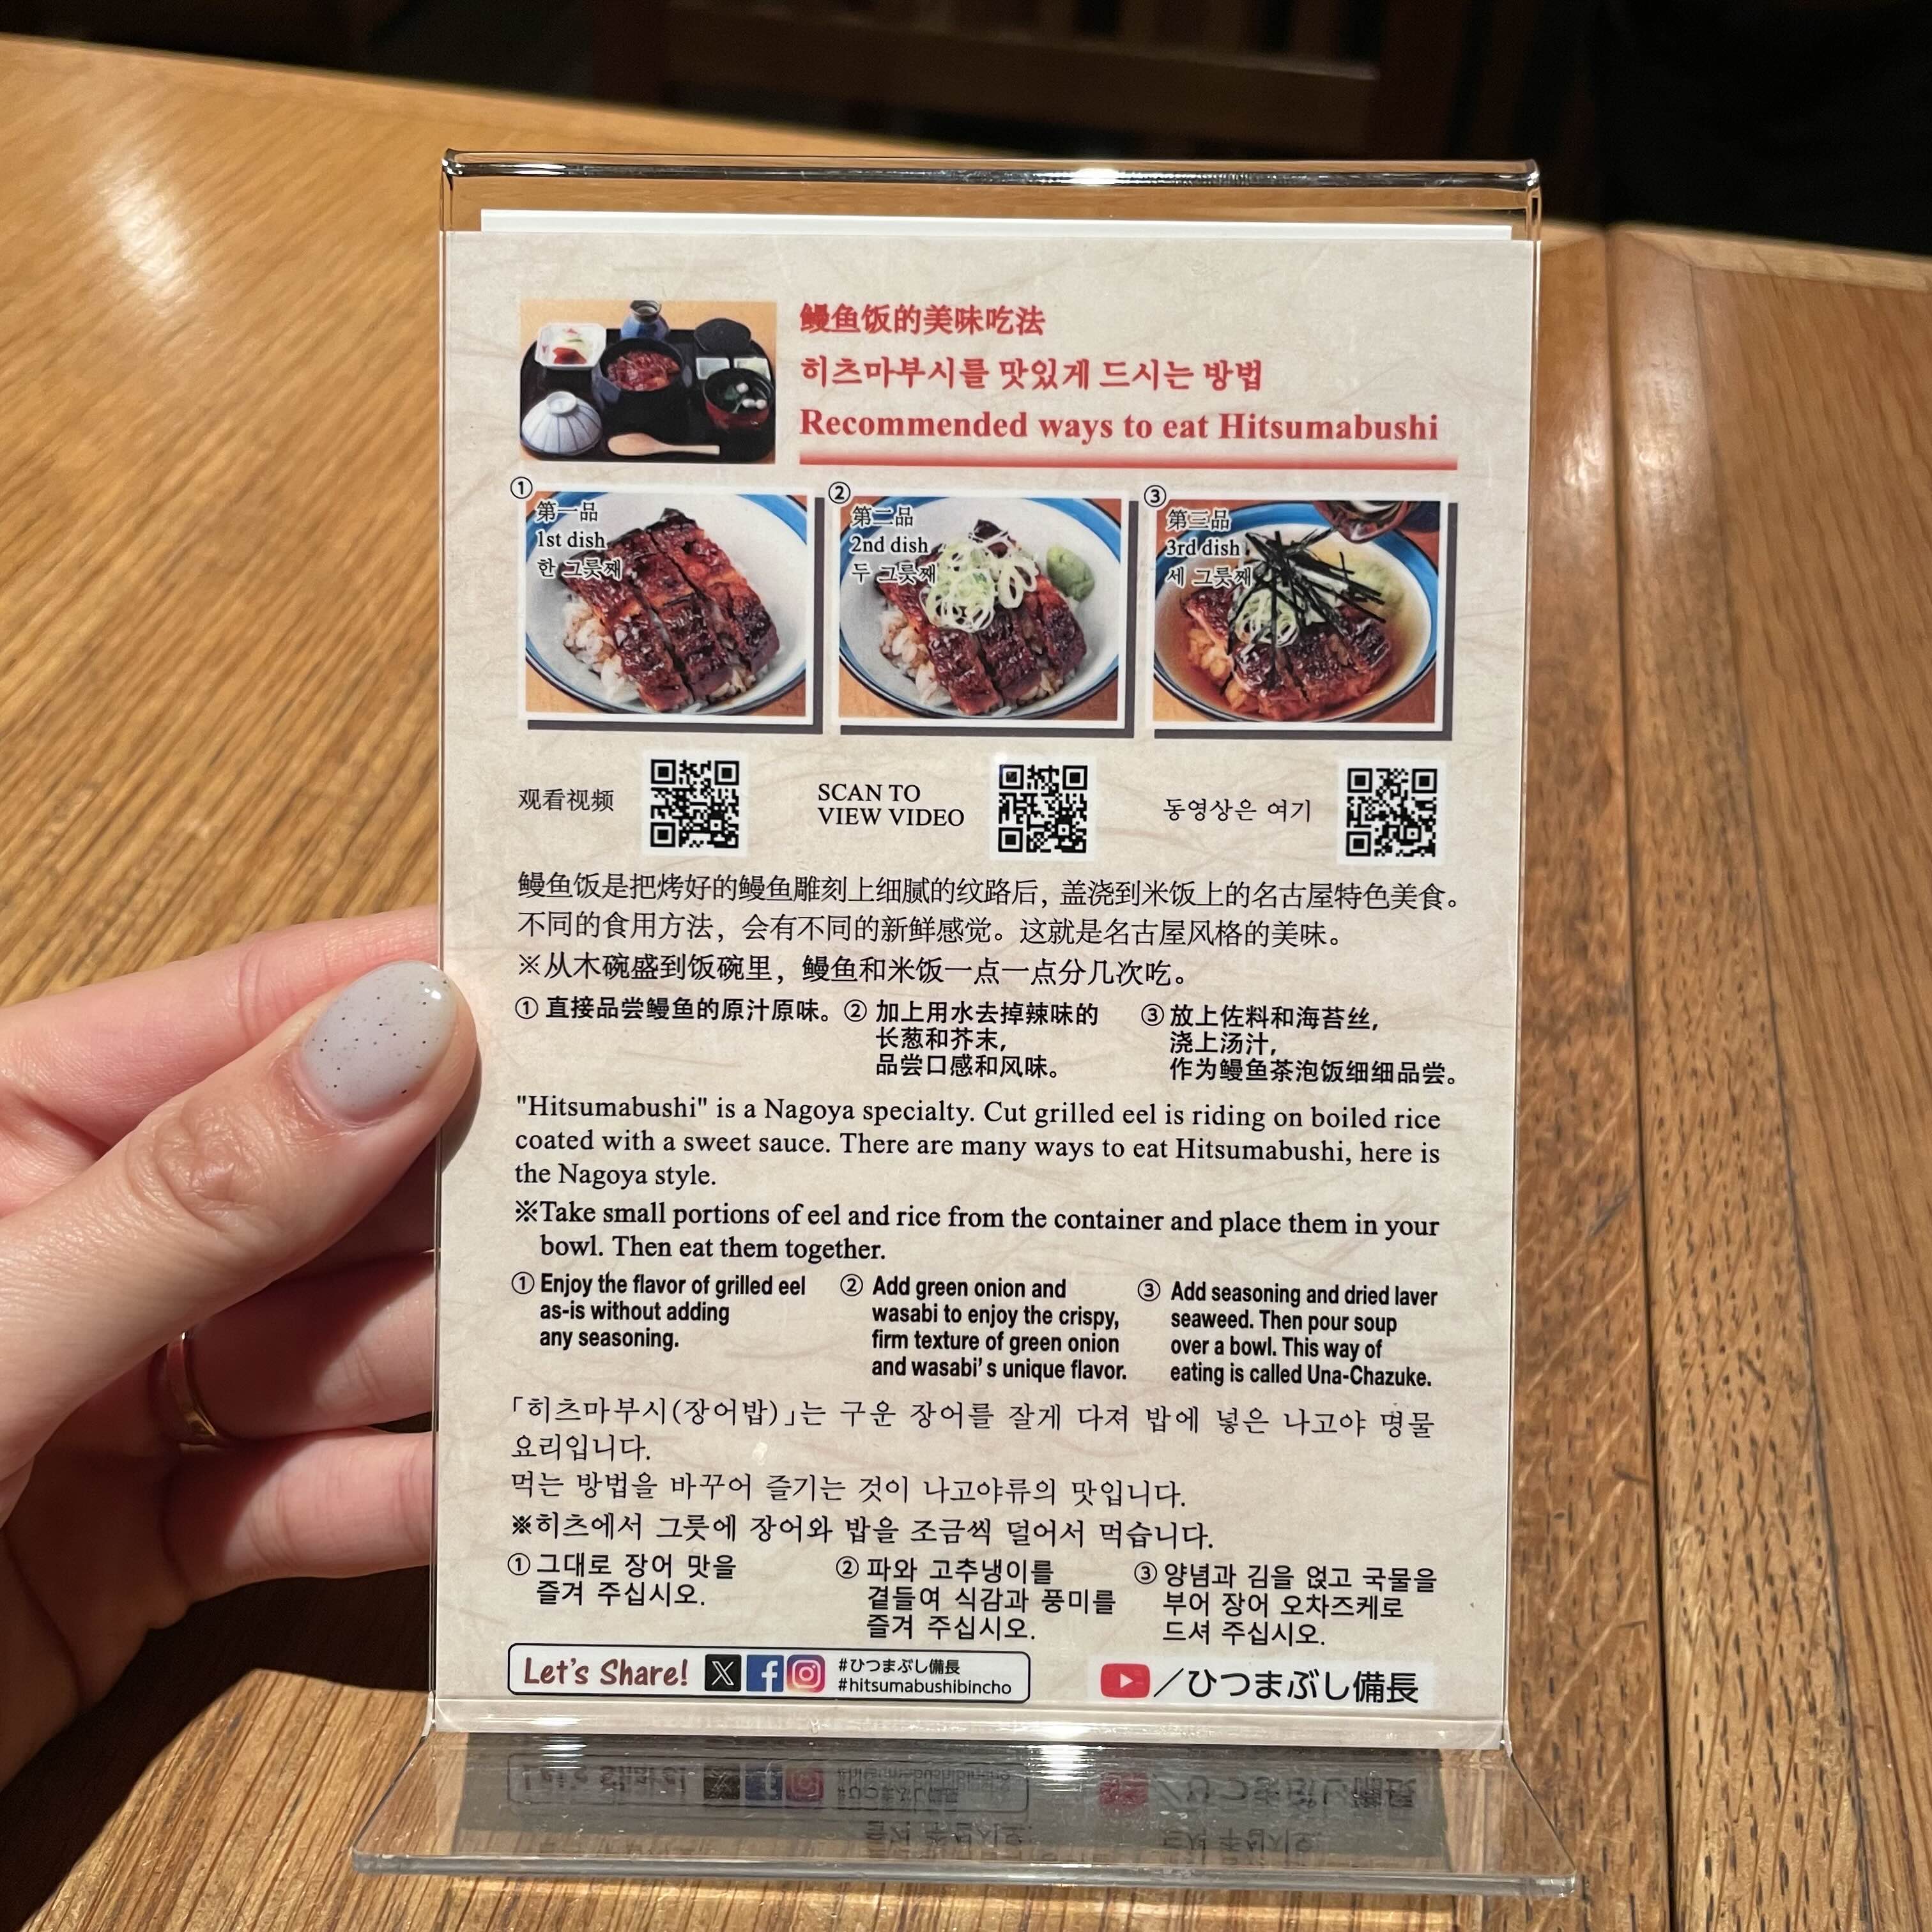 鳗鱼饭的美味吃法
히츠마부시를 맛있게 드시는 방법
Recommended ways to eat Hitsumabushi
①
第一品
1st dish
한 그릇째
②
第二品
2nd dish
두 그릇째
③
第三品
3rd dish
세 그릇째
观看视频
SCAN TO
VIEW VIDEO
동영상은 여기
鳗鱼饭是把烤好的鳗鱼雕刻上细腻的纹路后，盖浇到米饭上的名古屋特色美食。
不同的食用方法，会有不同的新鲜感觉。这就是名古屋风格的美味。
※从木碗盛到饭碗里，鳗鱼和米饭一点一点分几次吃。
① 直接品尝鳗鱼的原汁原味。
② 加上用水去掉辣味的
长葱和芥末，
品尝口感和风味。
③ 放上佐料和海苔丝，
浇上汤汁，
作为鳗鱼茶泡饭细细品尝。
"Hitsumabushi" is a Nagoya specialty. Cut grilled eel is riding on boiled rice
coated with a sweet sauce. There are many ways to eat Hitsumabushi, here is
the Nagoya style.
※Take small portions of eel and rice from the container and place them in your
bowl. Then eat them together.
① Enjoy the flavor of grilled eel
as-is without adding
any seasoning.
② Add green onion and
wasabi to enjoy the crispy,
firm texture of green onion
and wasabi's unique flavor.
③ Add seasoning and dried laver
seaweed. Then pour soup
over a bowl. This way of
eating is called Una-Chazuke.
「히츠마부시(장어밥)」는 구운 장어를 잘게 다져 밥에 넣은 나고야 명물
요리입니다.
먹는 방법을 바꾸어 즐기는 것이 나고야류의 맛입니다.
※히츠에서 그릇에 장어와 밥을 조금씩 덜어서 먹습니다.
① 그대로 장어 맛을
즐겨 주십시오.
② 파와 고추냉이를
곁들여 식감과 풍미를
즐겨 주십시오.
③ 양념과 김을 얹고 국물을
부어 장어 오차즈케로
드셔 주십시오.
Let's Share!
#ひつまぶし備長
#hitsumabushibincho
／ひつまぶし備長